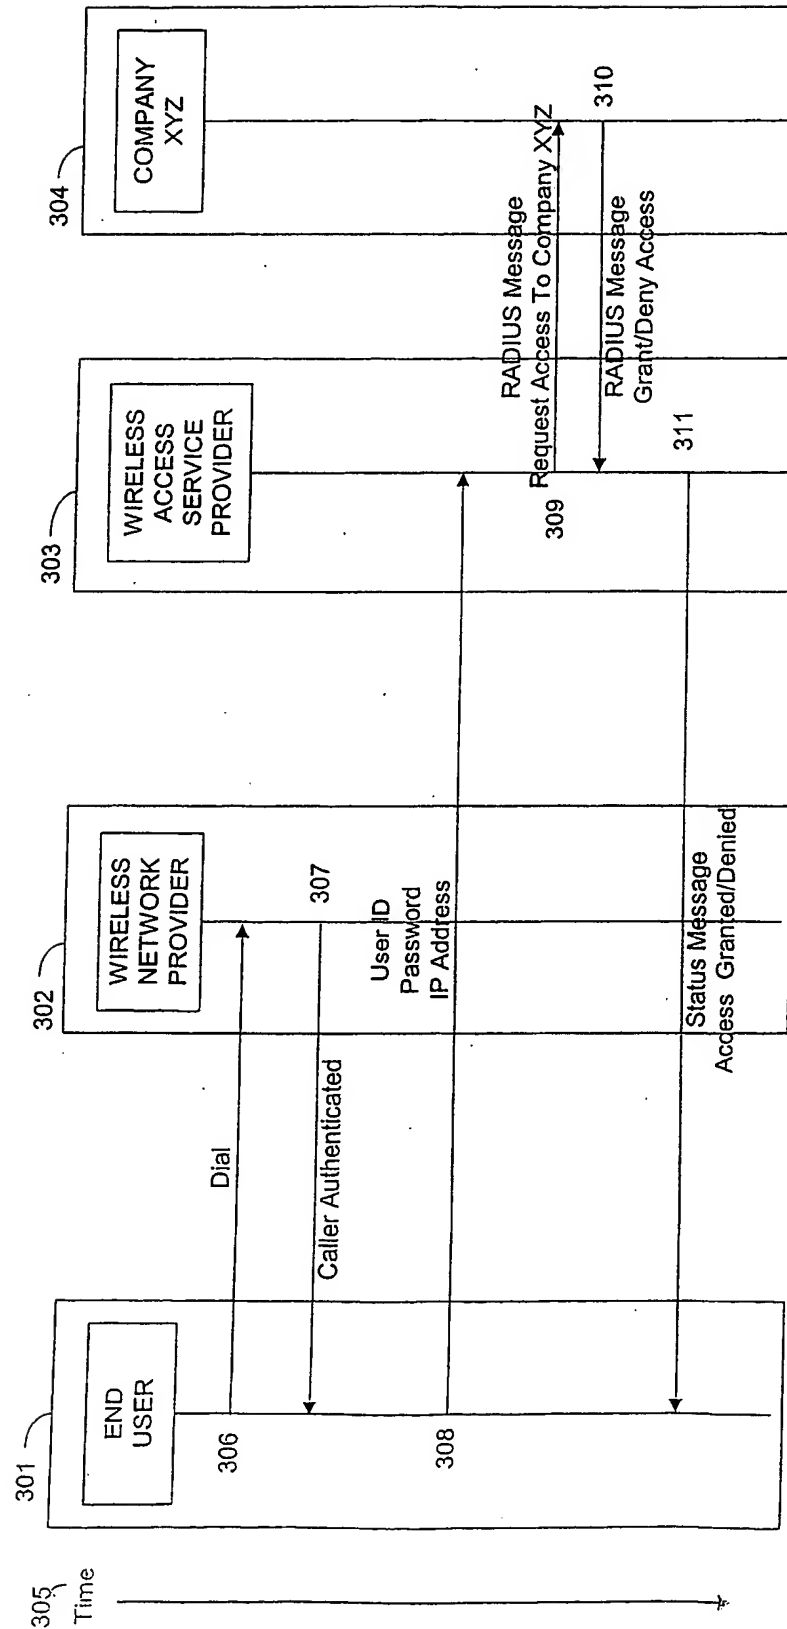 305
Time
301
END
USER
302
WIRELESS
NETWORK
PROVIDER
303
WIRELESS
ACCESS
SERVICE
PROVIDER
304
COMPANY
XYZ
306
Dial
Caller Authenticated
307
308
User ID
Password
IP Address
309
RADIUS Message
Request Access To Company XYZ
310
RADIUS Message
Grant/Deny Access
311
Status Message
Access Granted/Denied